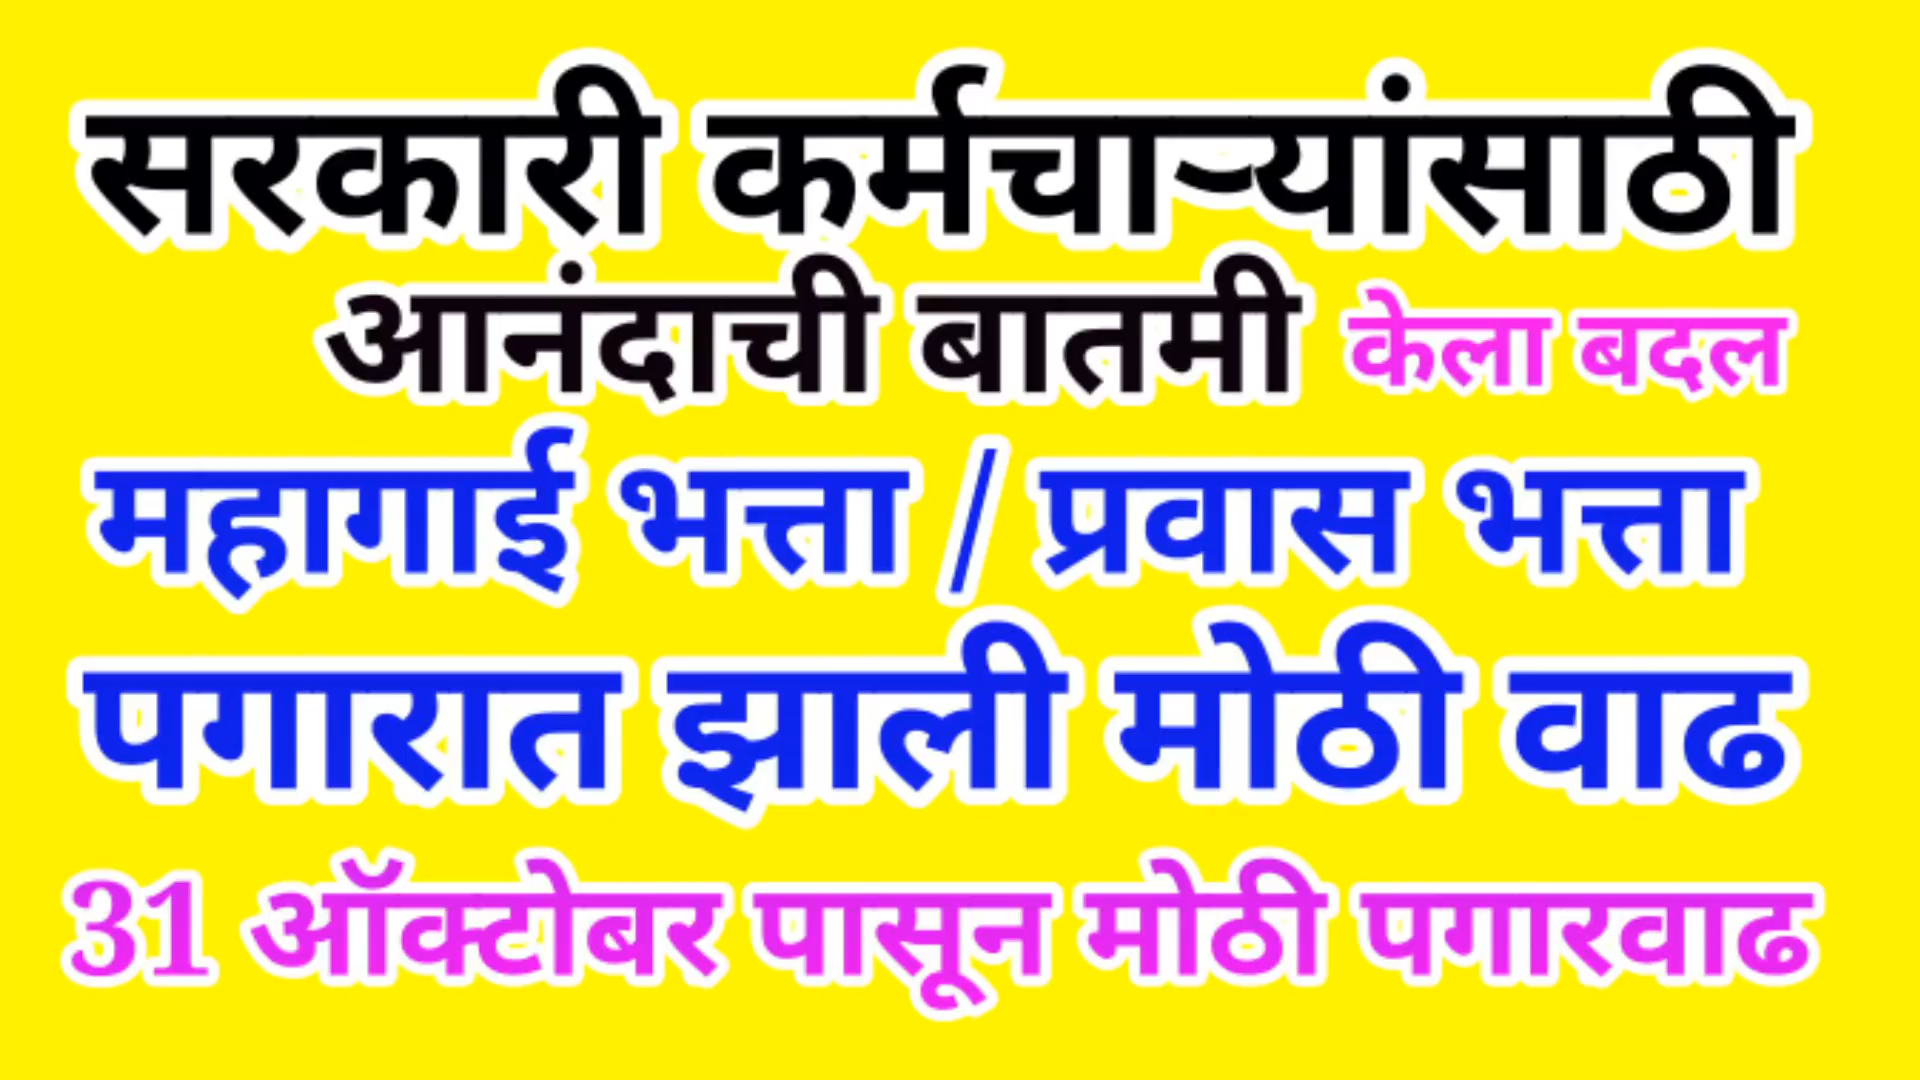 सरकारी कर्मचाऱ्यांसाठी
आनंदाची बातमी केला बदल
महागाई भत्ता / प्रवास भत्ता
पगारात झाली मोठी वाढ
31 ऑक्टोबर पासून मोठी पगारवाढ